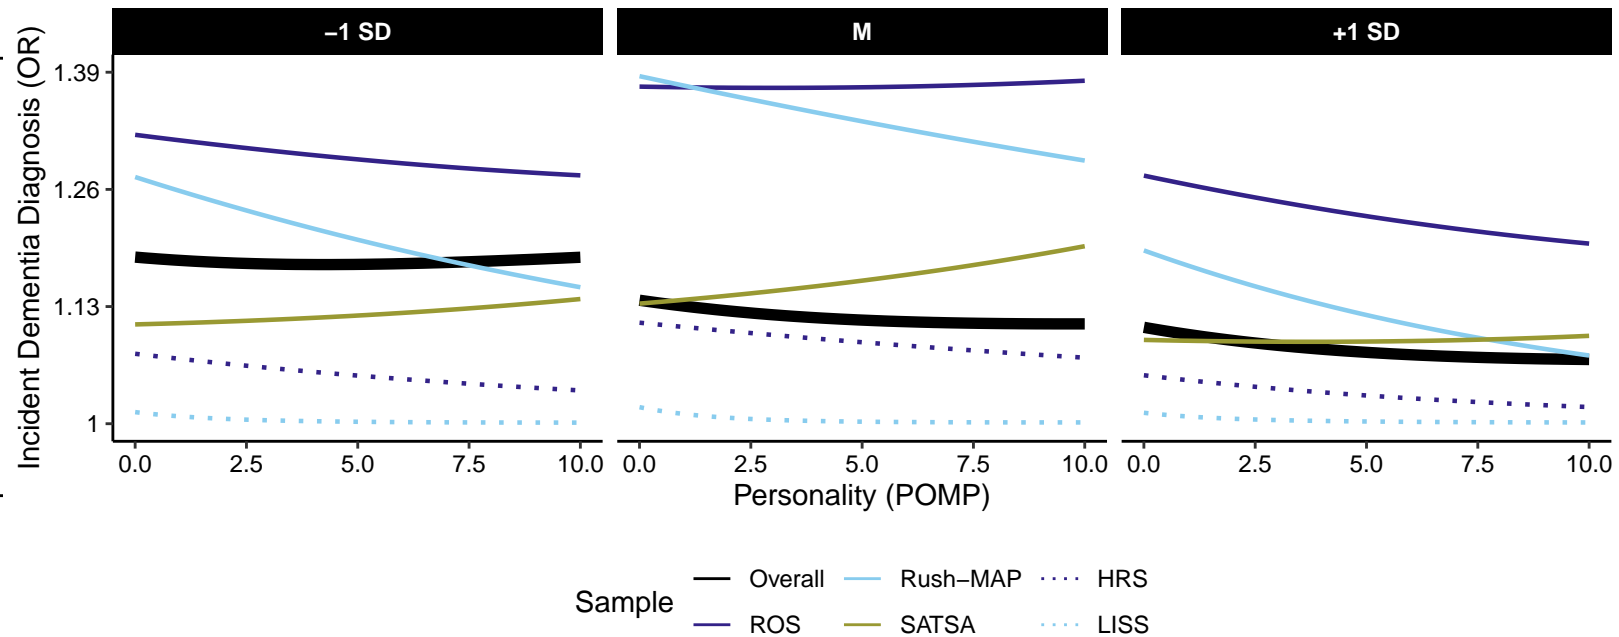 −1 SD
M
+1 SD
Incident Dementia Diagnosis (OR)
1.39
1.26
1.13
1
0.0 2.5 5.0 7.5 10.0
0.0 2.5 5.0 7.5 10.0
0.0 2.5 5.0 7.5 10.0
Personality (POMP)
Sample
Overall Rush−MAP HRS
ROS SATSA LISS